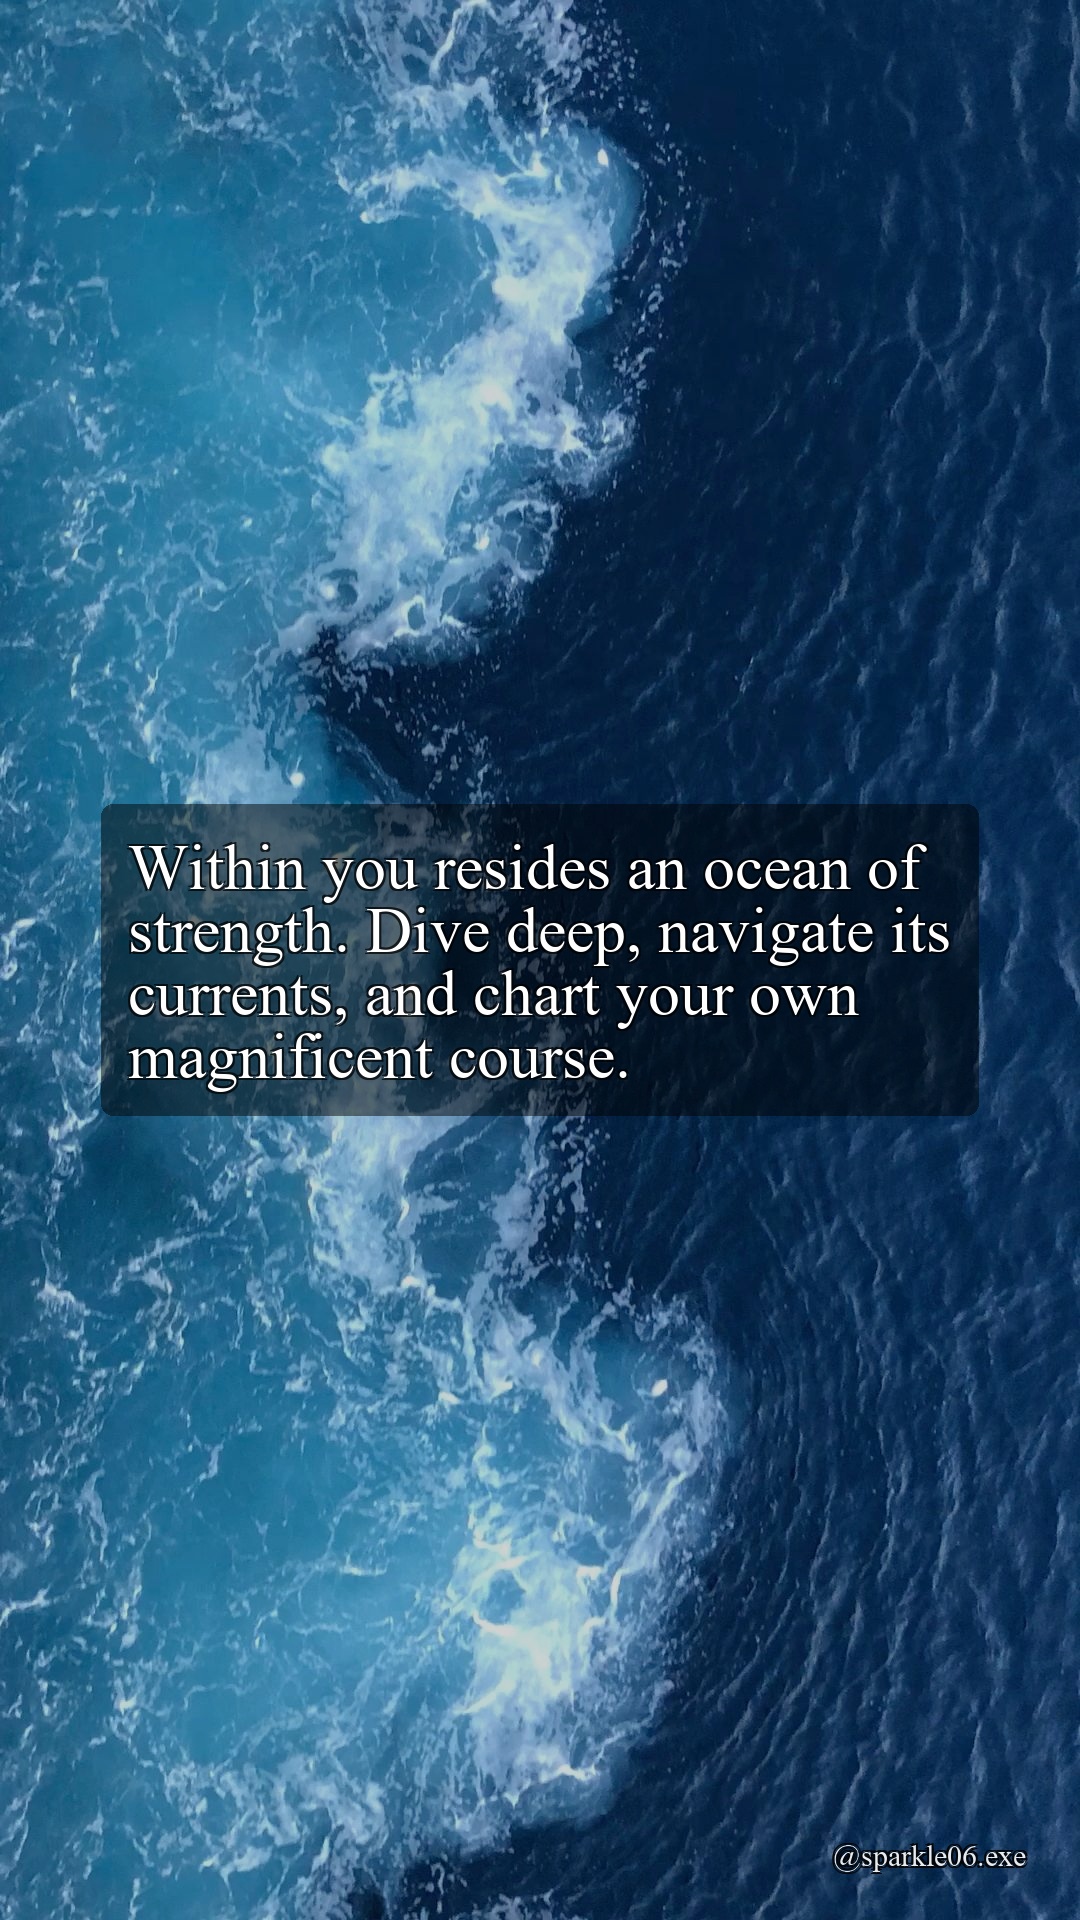 Within you resides an ocean of
strength. Dive deep, navigate its
currents, and chart your own
magnificent course.
@sparkle06.exe